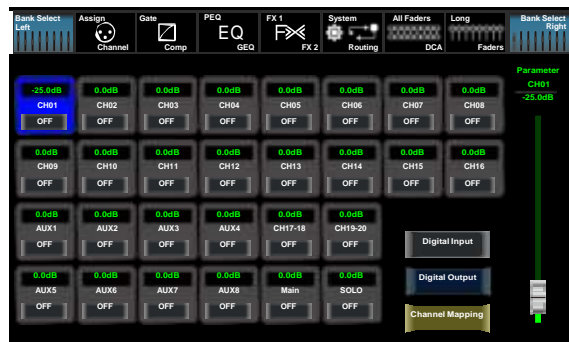 Bank Select Assign Gate PEQ FX 1 System All Faders Long Bank Select
Left Right
EQ
Channel Comp GEQ FX 2 Routing DCA Faders
Parameter
-25.0dB 0.0dB 0.0dB 0.0dB 0.0dB 0.0dB 0.0dB 0.0dB CH01
CH01 CH02 CH03 CH04 CH05 CH06 CH07 CH08 -25.0dB
OFF OFF OFF OFF OFF OFF OFF OFF
0.0dB 0.0dB 0.0dB 0.0dB 0.0dB 0.0dB 0.0dB 0.0dB
CH09 CH10 CH11 CH12 CH13 CH14 CH15 CH16
OFF OFF OFF OFF OFF OFF OFF OFF
0.0dB 0.0dB 0.0dB 0.0dB 0.0dB 0.0dB
AUX1 AUX2 AUX3 AUX4 CH17-18 CH19-20
OFF OFF OFF OFF OFF OFF Digital Input
0.0dB 0.0dB 0.0dB 0.0dB 0.0dB 0.0dB Digital Output
AUX5 AUX6 AUX7 AUX8 Main SOLO
OFF OFF OFF OFF OFF OFF Channel Mapping